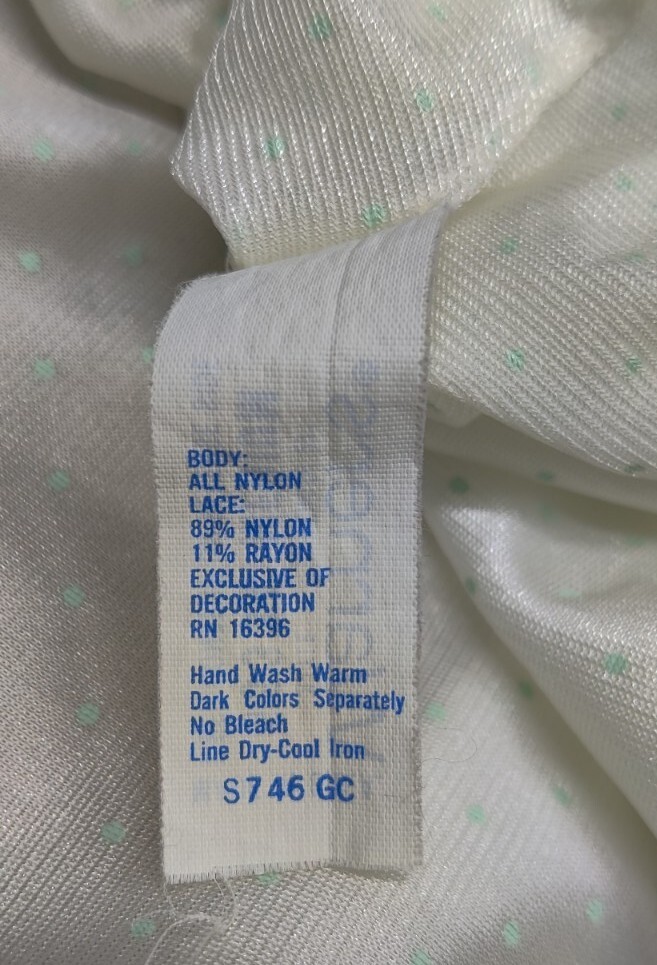 BODY:
ALL NYLON
LACE:
89% NYLON
11% RAYON
EXCLUSIVE OF
DECORATION
RN 16396
Hand Wash Warm
Dark Colors Separately
No Bleach
Line Dry-Cool Iron
S746 GC